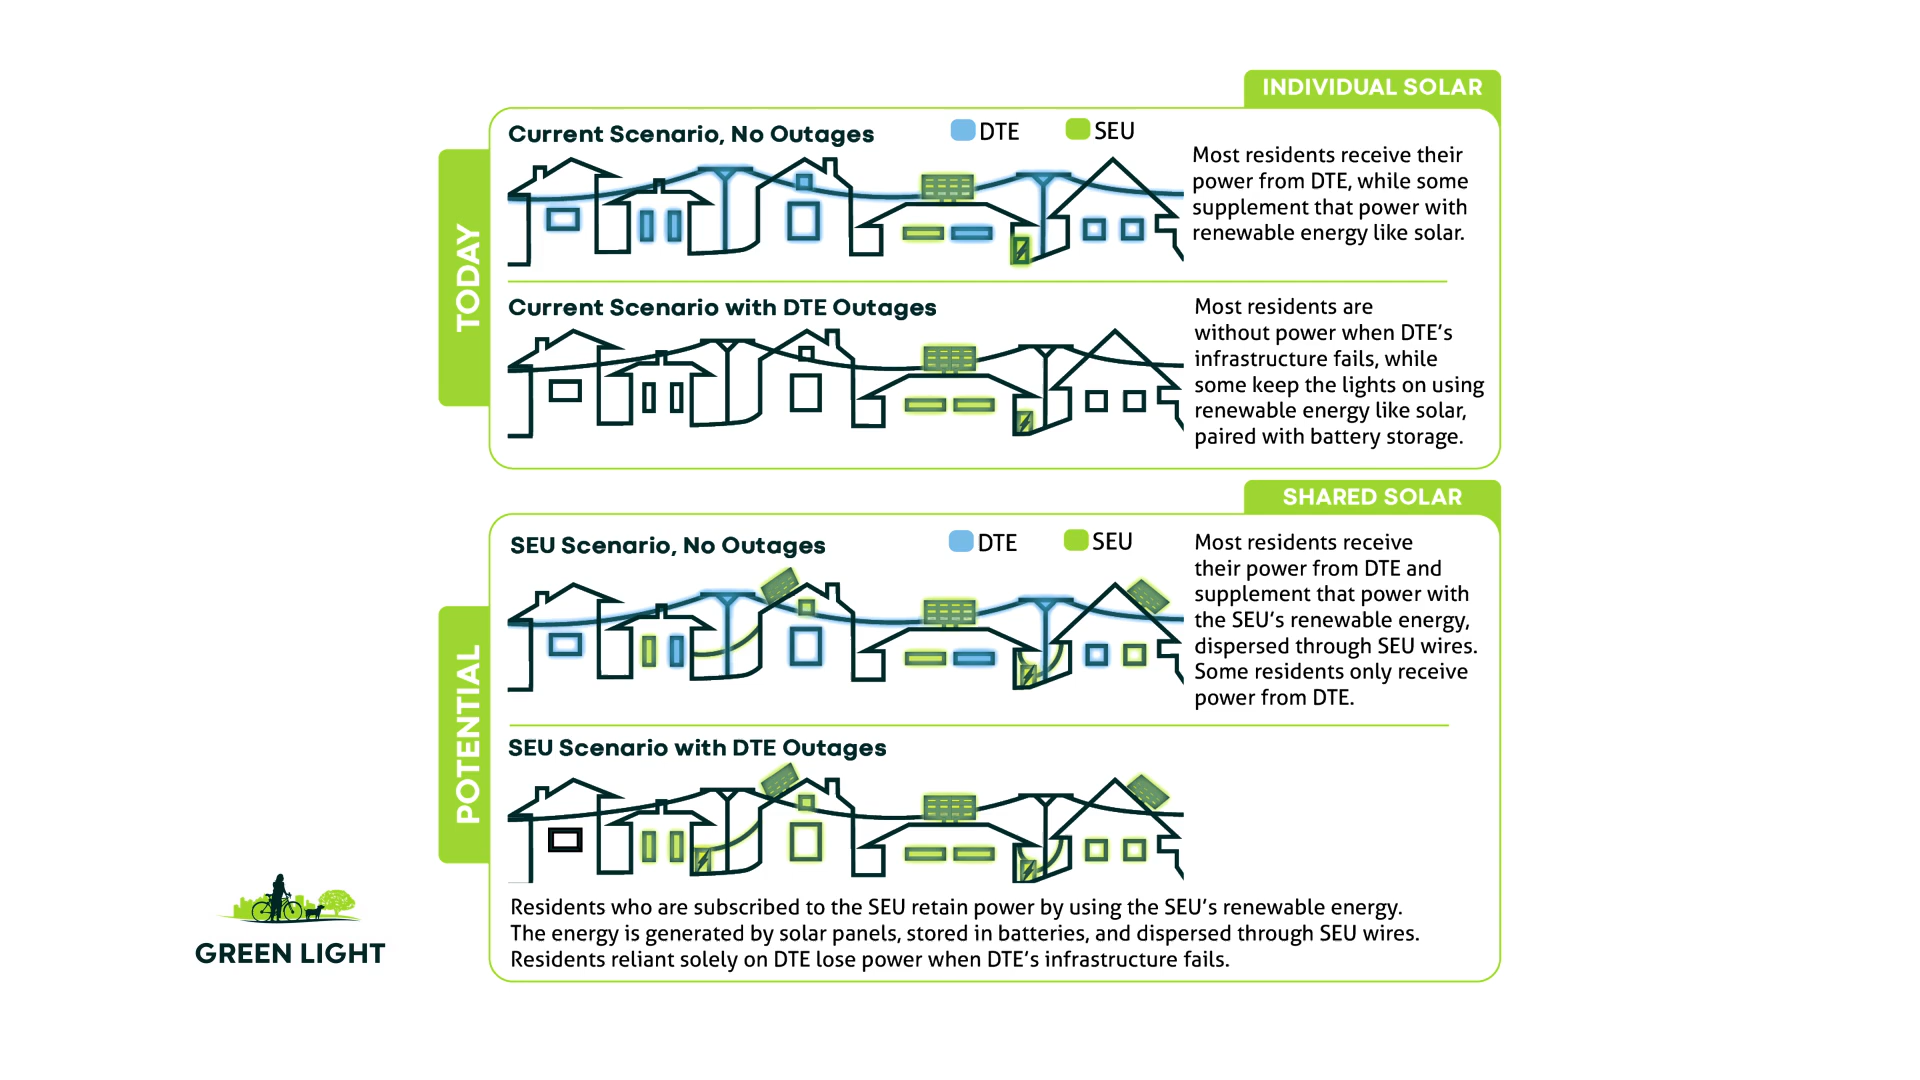 INDIVIDUAL SOLAR
TODAY
Current Scenario, No Outages
DTE
SEU
Most residents receive their
power from DTE, while some
supplement that power with
renewable energy like solar.
Current Scenario with DTE Outages
Most residents are
without power when DTE’s
infrastructure fails, while
some keep the lights on using
renewable energy like solar,
paired with battery storage.
SHARED SOLAR
POTENTIAL
SEU Scenario, No Outages
DTE
SEU
Most residents receive
their power from DTE and
supplement that power with
the SEU’s renewable energy,
dispersed through SEU wires.
Some residents only receive
power from DTE.
SEU Scenario with DTE Outages
Residents who are subscribed to the SEU retain power by using the SEU’s renewable energy.
The energy is generated by solar panels, stored in batteries, and dispersed through SEU wires.
Residents reliant solely on DTE lose power when DTE’s infrastructure fails.
GREEN LIGHT